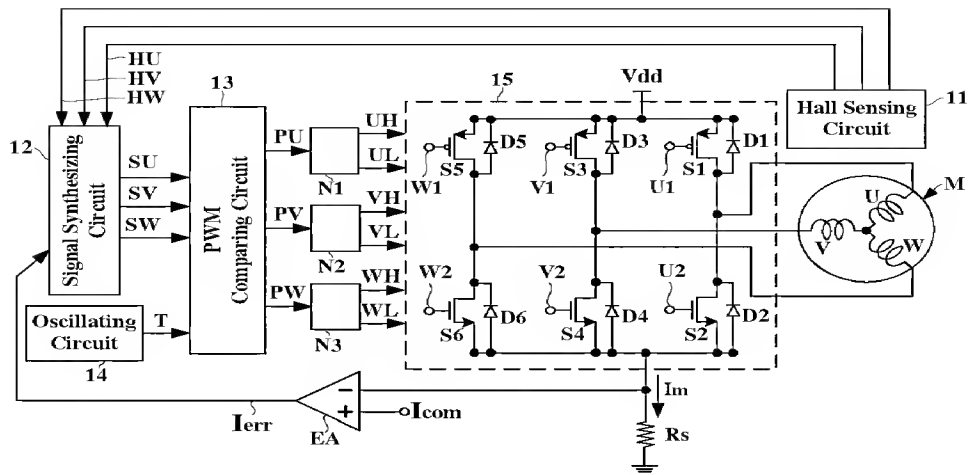 HU
HV
HW
12
Signal Synthesizing
Circuit
SU
SV
SW
13
PWM
Comparing Circuit
Oscillating
Circuit
T
14
PU
PV
PW
N1
N2
N3
UH
UL
VH
VL
WH
WL
15
Vdd
W1
S5
D5
V1
S3
D3
U1
S1
D1
W2
S6
D6
V2
S4
D4
U2
S2
D2
Hall Sensing
Circuit
11
M
U
V
W
Im
Rs
Ierr
EA
-
+
Icom